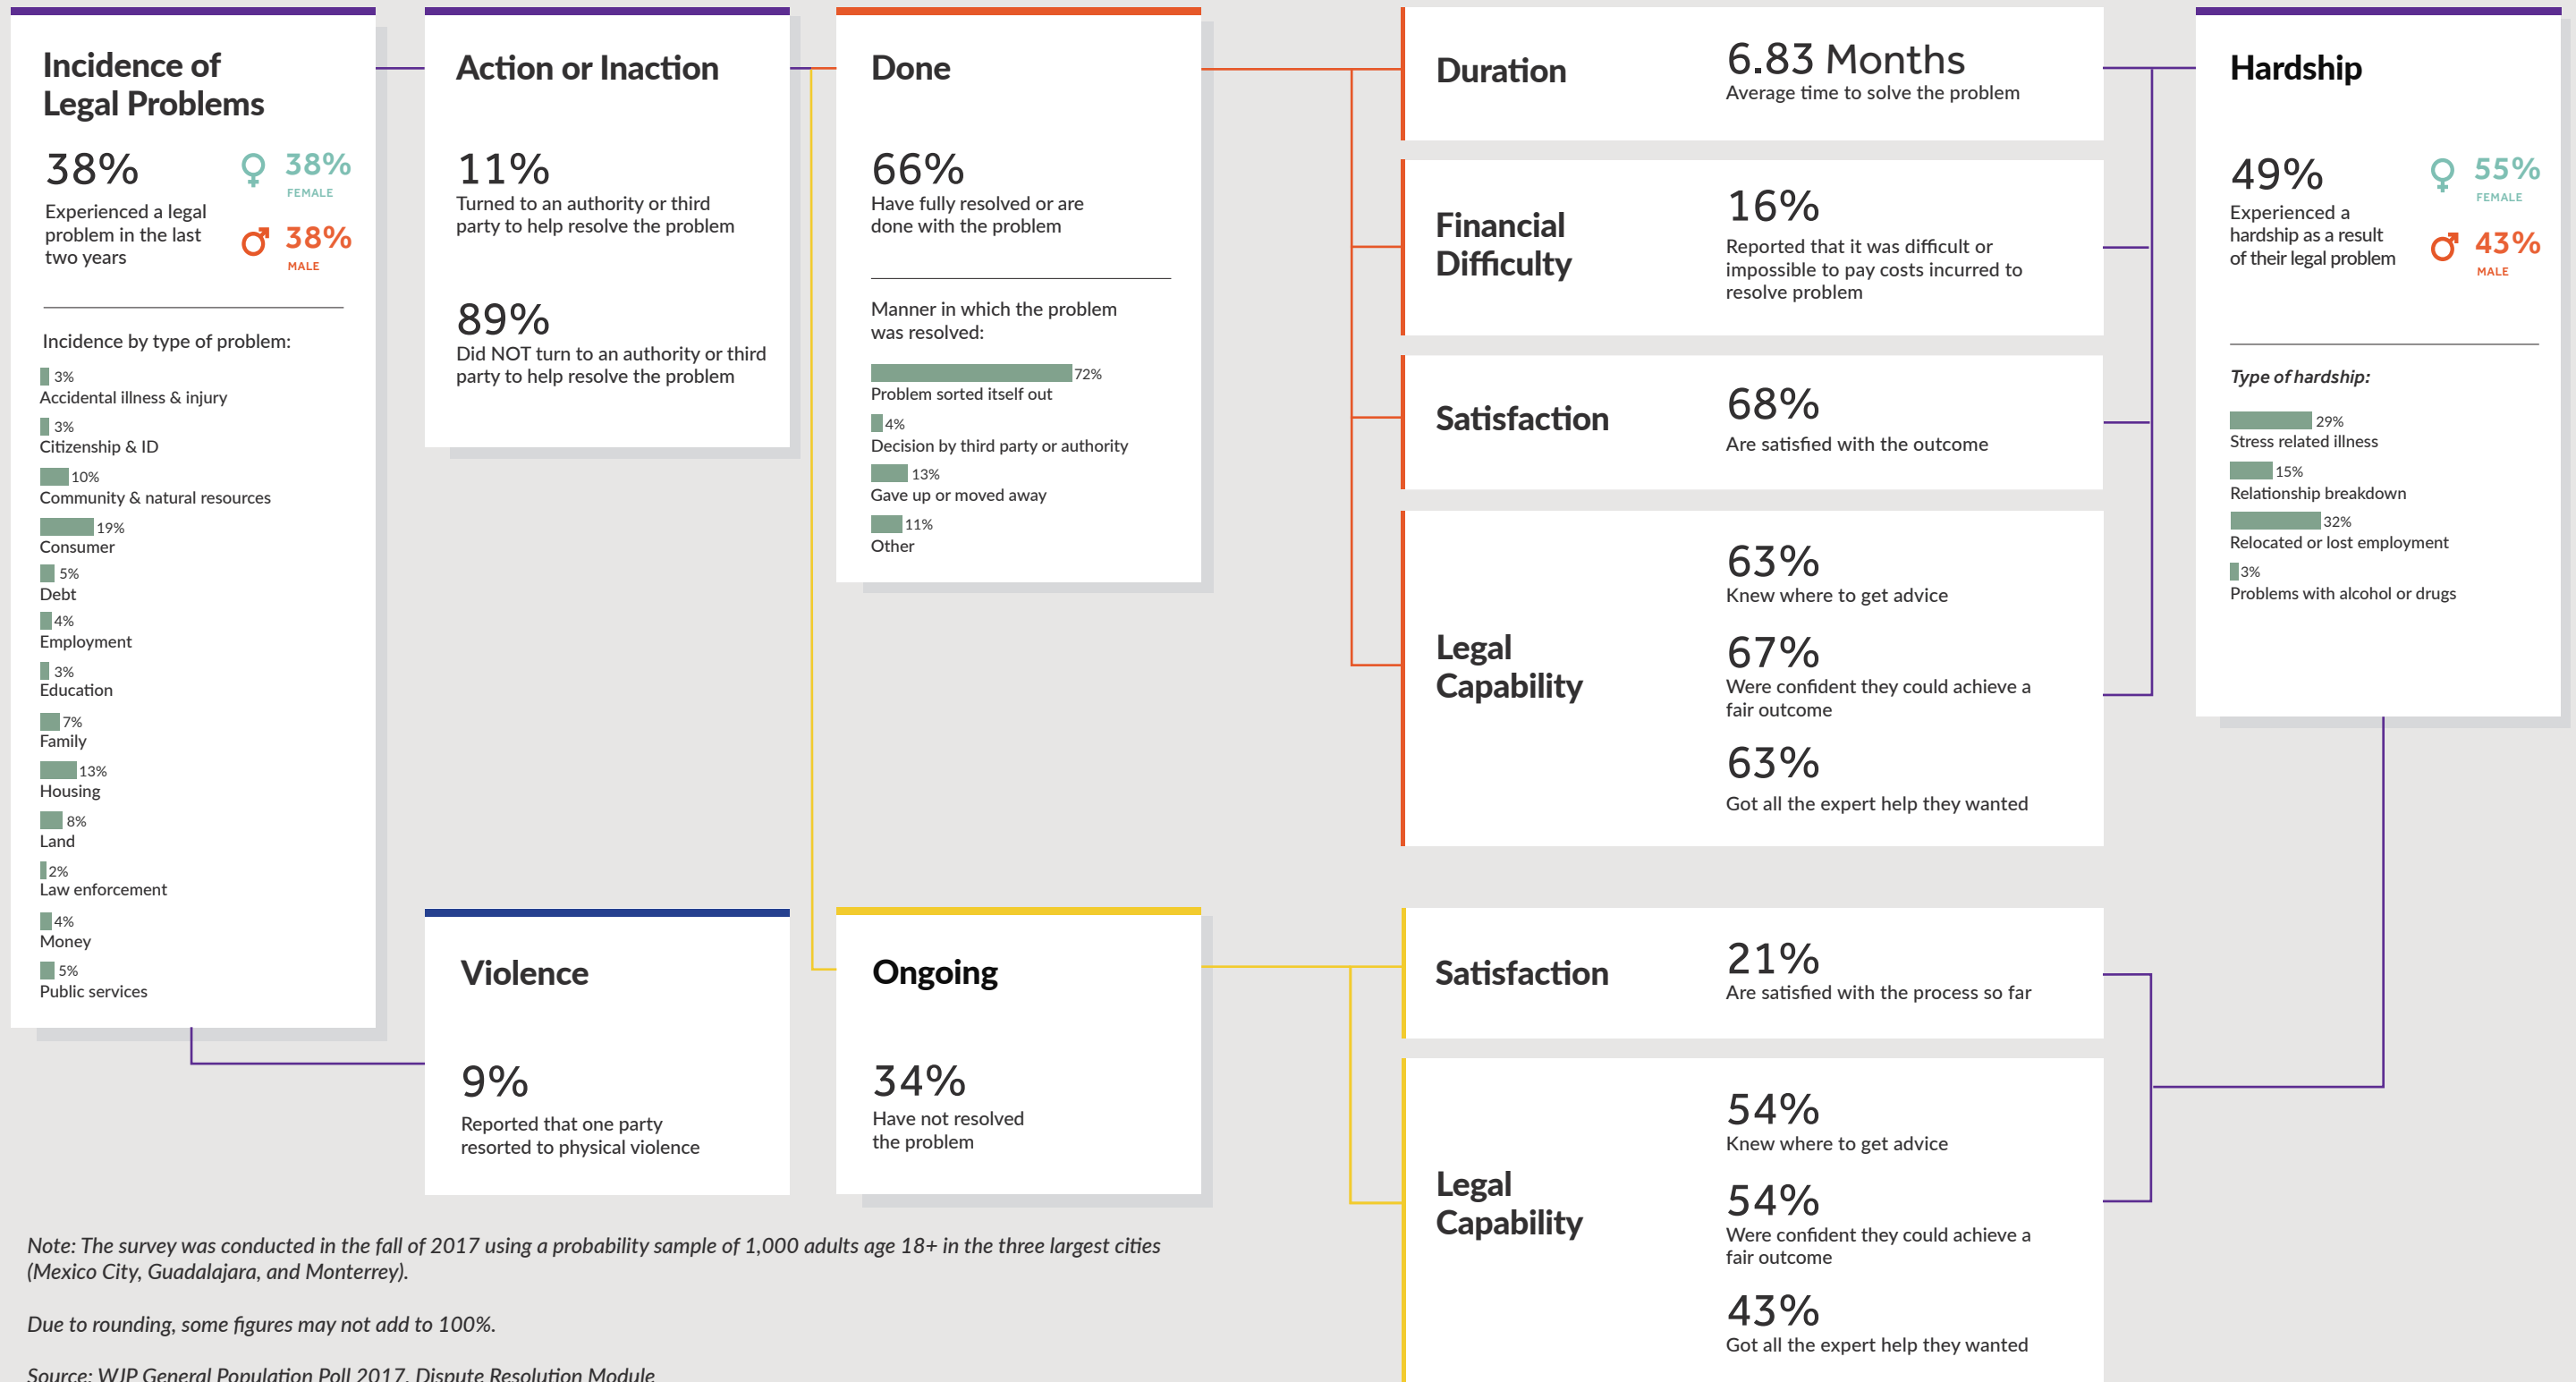 Incidence of
Legal Problems
38%
Experienced a legal
problem in the last
two years
38%
FEMALE
38%
MALE
Incidence by type of problem:
3%
Accidental illness & injury
3%
Citizenship & ID
10%
Community & natural resources
19%
Consumer
5%
Debt
4%
Employment
3%
Education
7%
Family
13%
Housing
8%
Land
2%
Law enforcement
4%
Money
5%
Public services
Action or Inaction
11%
Turned to an authority or third
party to help resolve the problem
89%
Did NOT turn to an authority or third
party to help resolve the problem
Violence
9%
Reported that one party
resorted to physical violence
Done
66%
Have fully resolved or are
done with the problem
Manner in which the problem
was resolved:
72%
Problem sorted itself out
4%
Decision by third party or authority
13%
Gave up or moved away
11%
Other
Ongoing
34%
Have not resolved
the problem
Duration
6.83 Months
Average time to solve the problem
Financial
Difficulty
16%
Reported that it was difficult or
impossible to pay costs incurred to
resolve problem
Satisfaction
68%
Are satisfied with the outcome
Legal
Capability
63%
Knew where to get advice
67%
Were confident they could achieve a
fair outcome
63%
Got all the expert help they wanted
Satisfaction
21%
Are satisfied with the process so far
Legal
Capability
54%
Knew where to get advice
54%
Were confident they could achieve a
fair outcome
43%
Got all the expert help they wanted
Hardship
49%
Experienced a
hardship as a result
of their legal problem
55%
FEMALE
43%
MALE
Type of hardship:
29%
Stress related illness
15%
Relationship breakdown
32%
Relocated or lost employment
3%
Problems with alcohol or drugs
Note: The survey was conducted in the fall of 2017 using a probability sample of 1,000 adults age 18+ in the three largest cities
(Mexico City, Guadalajara, and Monterrey).
Due to rounding, some figures may not add to 100%.
Source: WJP General Population Poll 2017, Dispute Resolution Module